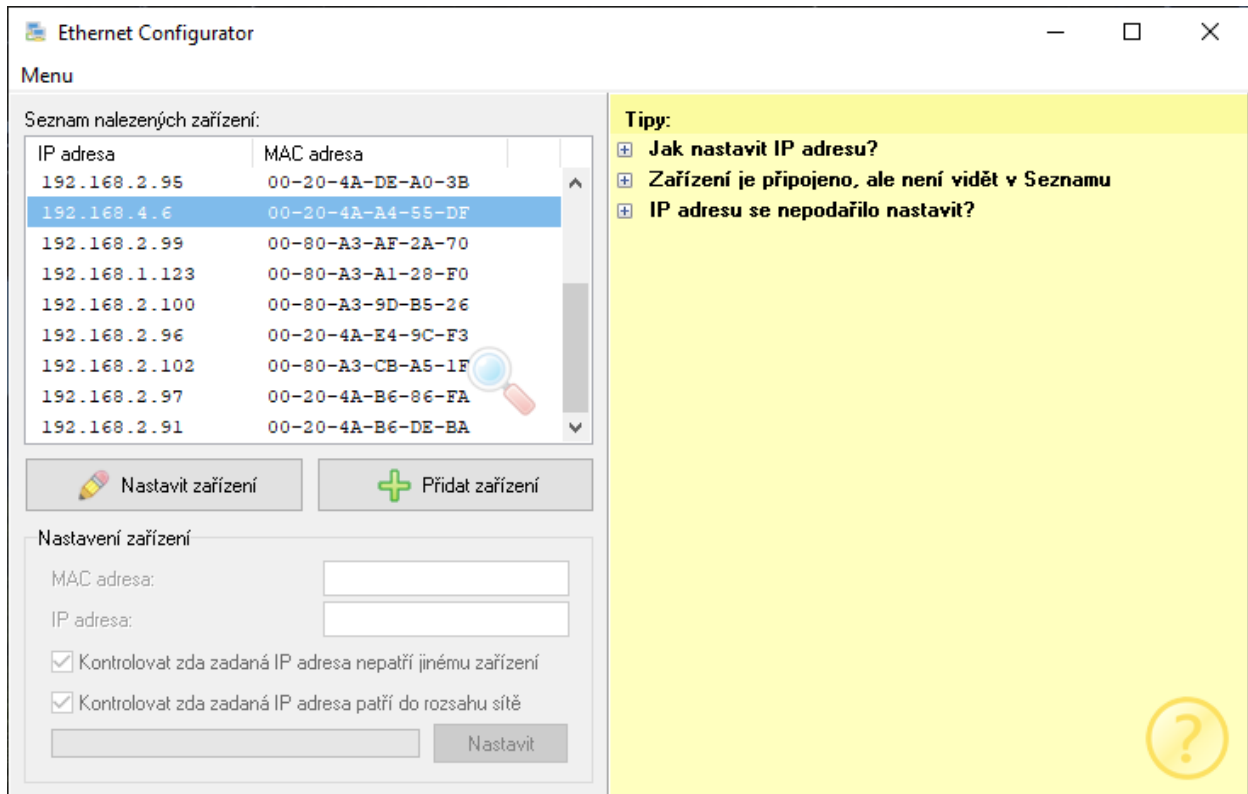 Ethernet Configurator
Menu
Seznam nalezených zařízení:
IP adresa MAC adresa
192.168.2.95 00-20-4A-DE-A0-3B
192.168.4.6 00-20-4A-A4-55-DF
192.168.2.99 00-80-A3-AF-2A-70
192.168.1.123 00-80-A3-A1-28-F0
192.168.2.100 00-80-A3-9D-B5-26
192.168.2.96 00-20-4A-E4-9C-F3
192.168.2.102 00-80-A3-CB-A5-1F
192.168.2.97 00-20-4A-B6-86-FA
192.168.2.91 00-20-4A-B6-DE-BA
Nastavit zařízení Přidat zařízení
Nastavení zařízení
MAC adresa:
IP adresa:
Kontrolovat zda zadaná IP adresa nepatří jinému zařízení
Kontrolovat zda zadaná IP adresa patří do rozsahu sítě
Nastavit
Tipy:
Jak nastavit IP adresu?
Zařízení je připojeno, ale není vidět v Seznamu
IP adresu se nepodařilo nastavit?